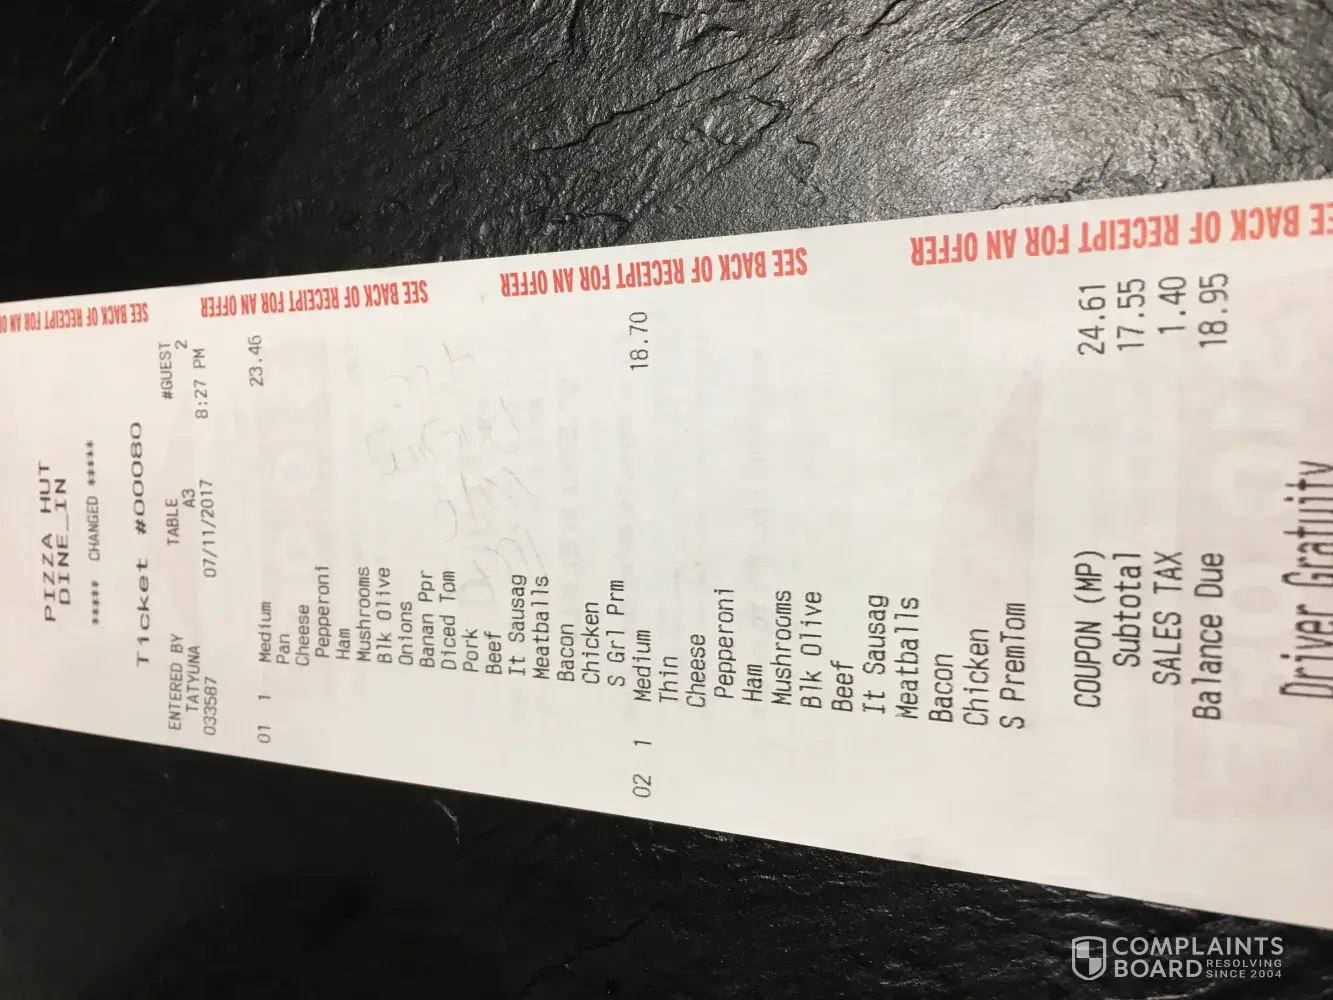 PIZZA HUT
DINE_IN
***** CHANGED *****
Ticket #00080
ENTERED BY TABLE #GUEST
TATYUNA A3 2
033587 07/11/2017 8:27 PM
01 1 Medium 23.46
Pan
Cheese
Pepperoni
Ham
Mushrooms
Blk Olive
Onions
Banan Ppr
Diced Tom
Pork
Beef
It Sausag
Meatballs
Bacon
Chicken
S Grl Prm
02 1 Medium 18.70
Thin
Cheese
Pepperoni
Ham
Mushrooms
Blk Olive
Beef
It Sausag
Meatballs
Bacon
Chicken
S PremTom
COUPON (MP) 24.61
Subtotal 17.55
SALES TAX 1.40
Balance Due 18.95
Driver Gratuity
SEE BACK OF RECEIPT FOR AN
SEE BACK OF RECEIPT FOR AN OFFER
SEE BACK OF RECEIPT FOR AN OFFER
BACK OF RECEIPT FOR AN OFFER
COMPLAINTS
BOARD RESOLVING
SINCE 2004